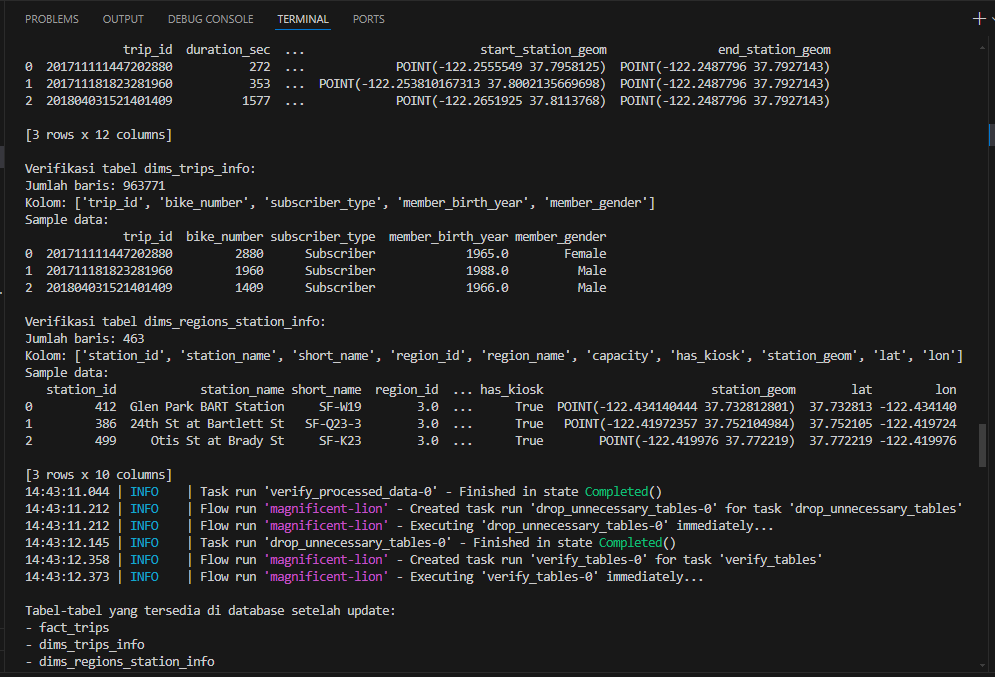 PROBLEMS OUTPUT DEBUG CONSOLE TERMINAL PORTS
trip_id duration_sec ... start_station_geom end_station_geom
0 201711111447202880 272 ... POINT(-122.2555549 37.7958125) POINT(-122.2487796 37.7927143)
1 201711181823281960 353 ... POINT(-122.253810167313 37.8002135669698) POINT(-122.2487796 37.7927143)
2 201804031521401409 1577 ... POINT(-122.2651925 37.8113768) POINT(-122.2487796 37.7927143)
[3 rows x 12 columns]
Verifikasi tabel dims_trips_info:
Jumlah baris: 963771
Kolom: ['trip_id', 'bike_number', 'subscriber_type', 'member_birth_year', 'member_gender']
Sample data:
trip_id bike_number subscriber_type member_birth_year member_gender
0 201711111447202880 2880 Subscriber 1965.0 Female
1 201711181823281960 1960 Subscriber 1988.0 Male
2 201804031521401409 1409 Subscriber 1966.0 Male
Verifikasi tabel dims_regions_station_info:
Jumlah baris: 463
Kolom: ['station_id', 'station_name', 'short_name', 'region_id', 'region_name', 'capacity', 'has_kiosk', 'station_geom', 'lat', 'lon']
Sample data:
station_id station_name short_name region_id ... has_kiosk station_geom lat lon
0 412 Glen Park BART Station SF-W19 3.0 ... True POINT(-122.434140444 37.732812801) 37.732813 -122.434140
1 386 24th St at Bartlett St SF-Q23-3 3.0 ... True POINT(-122.41972357 37.752104984) 37.752105 -122.419724
2 499 Otis St at Brady St SF-K23 3.0 ... True POINT(-122.419976 37.772219) 37.772219 -122.419976
[3 rows x 10 columns]
14:43:11.044 | INFO | Task run 'verify_processed_data-0' - Finished in state Completed()
14:43:11.212 | INFO | Flow run 'magnificent-lion' - Created task run 'drop_unnecessary_tables-0' for task 'drop_unnecessary_tables'
14:43:11.212 | INFO | Flow run 'magnificent-lion' - Executing 'drop_unnecessary_tables-0' immediately...
14:43:12.145 | INFO | Task run 'drop_unnecessary_tables-0' - Finished in state Completed()
14:43:12.358 | INFO | Flow run 'magnificent-lion' - Created task run 'verify_tables-0' for task 'verify_tables'
14:43:12.373 | INFO | Flow run 'magnificent-lion' - Executing 'verify_tables-0' immediately...
Tabel-tabel yang tersedia di database setelah update:
- fact_trips
- dims_trips_info
- dims_regions_station_info